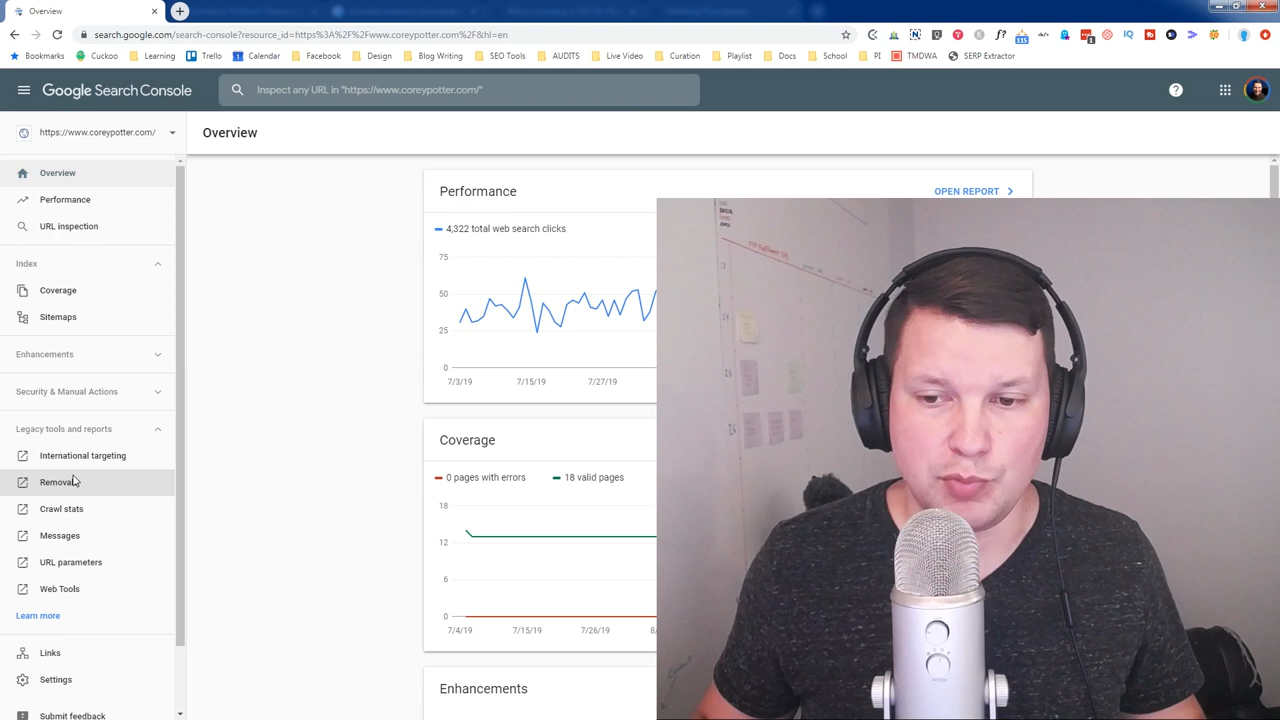 Overview
search.google.com/search-console?resource_id=https%3A%2F%2Fwww.coreypotter.com%2F&hl=en
Bookmarks Cuckoo Learning Trello Calendar Facebook Design Blog Writing SEO Tools AUDITS Live Video Curation Playlist Docs School PI TMDWA SERP Extractor
Google Search Console
Inspect any URL in "https://www.coreypotter.com/"
https://www.coreypotter.com/
Overview
Overview
Performance
URL inspection
Index
Coverage
Sitemaps
Enhancements
Security & Manual Actions
Legacy tools and reports
International targeting
Removals
Crawl stats
Messages
URL parameters
Web Tools
Learn more
Links
Settings
Submit feedback
Performance
OPEN REPORT
4,322 total web search clicks
75
50
25
0
7/3/19 7/15/19 7/27/19
Coverage
0 pages with errors 18 valid pages
18
12
6
0
7/4/19 7/15/19 7/26/19
Enhancements